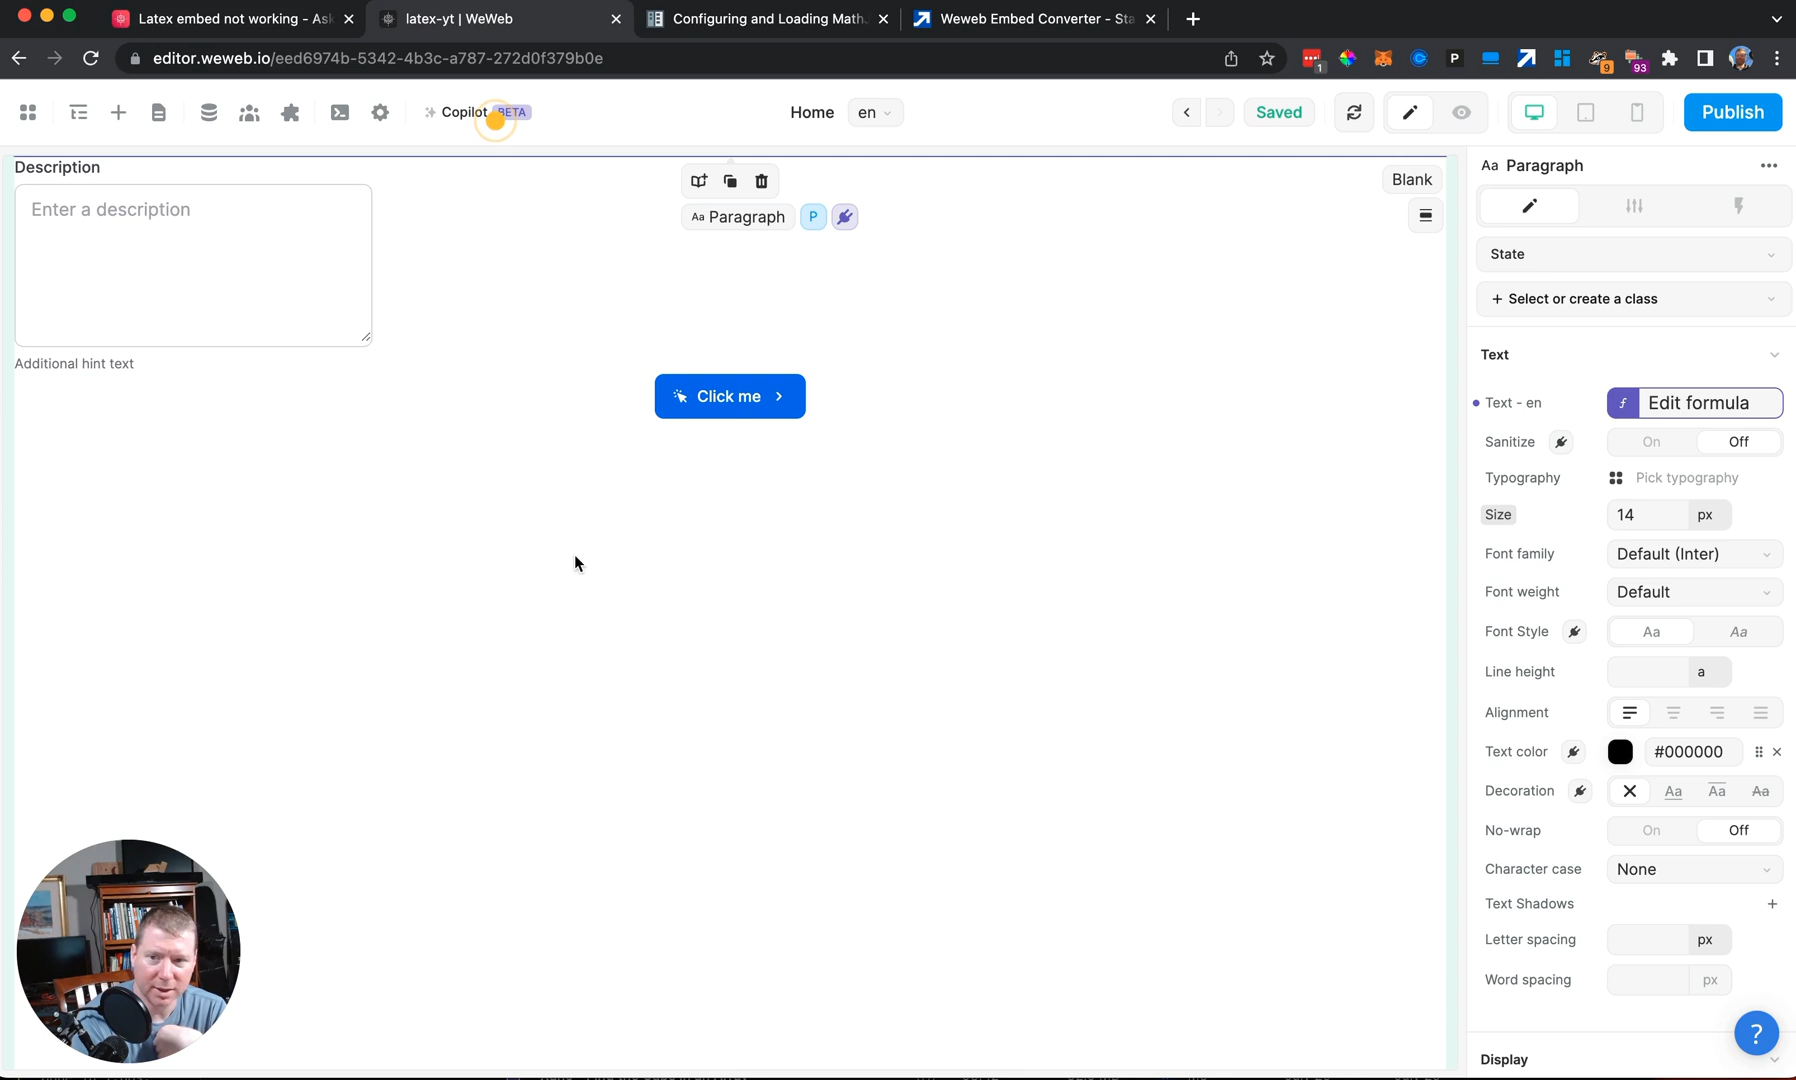 Latex embed not working - Ask
latex-yt | WeWeb
Configuring and Loading Math
Weweb Embed Converter - Sta
editor.weweb.io/eed6974b-5342-4b3c-a787-272d0f379b0e
1
P
9
93
Copilot BETA
Home
en
Saved
Publish
Description
Enter a description
Additional hint text
Aa Paragraph
P
Blank
Click me
Aa Paragraph
State
+ Select or create a class
Text
Text - en
f Edit formula
Sanitize
On Off
Typography
Pick typography
Size
14 px
Font family
Default (Inter)
Font weight
Default
Font Style
Aa Aa
Line height
a
Alignment
Text color
#000000
Decoration
Aa Aa Aa
No-wrap
On Off
Character case
None
Text Shadows
Letter spacing
px
Word spacing
px
?
Display